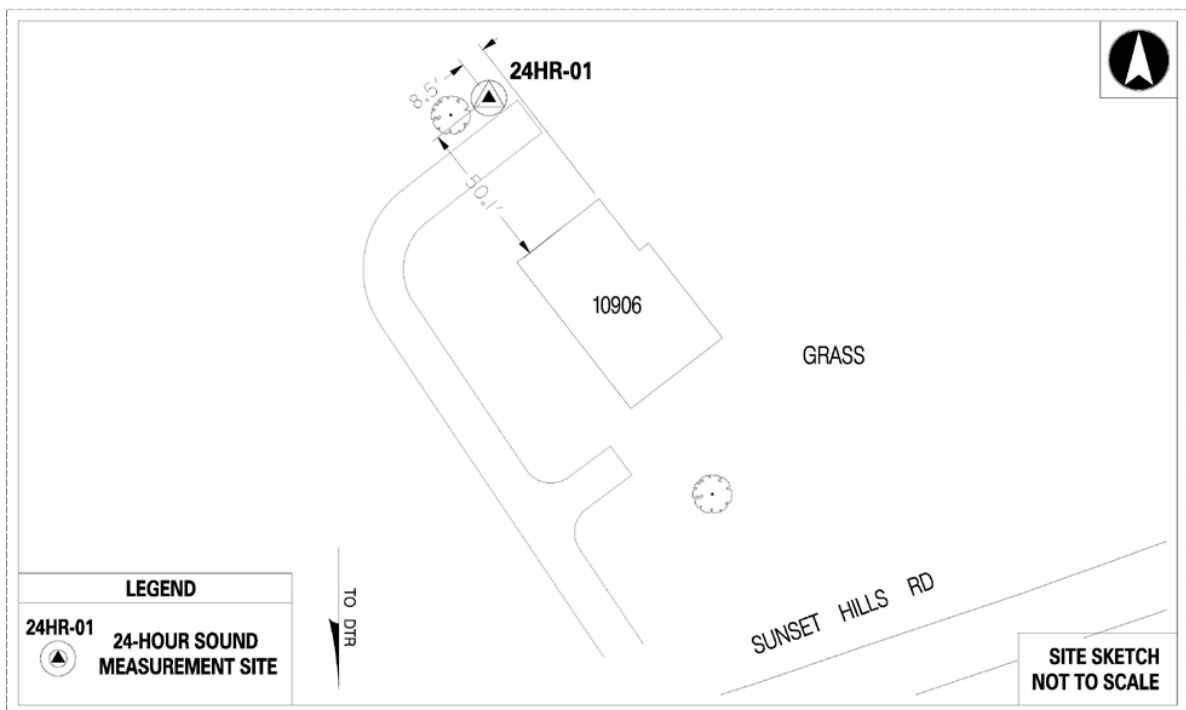 24HR-01
8.5'
50.1'
10906
GRASS
TO DTR
SUNSET HILLS RD
LEGEND
24HR-01
24-HOUR SOUND
MEASUREMENT SITE
SITE SKETCH
NOT TO SCALE